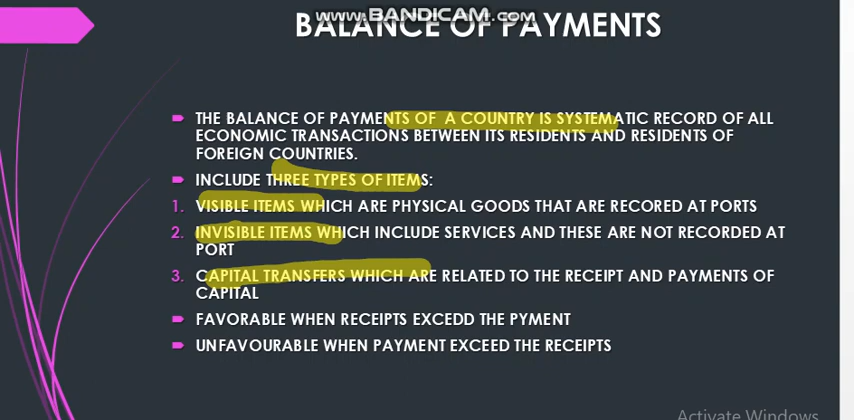 www.BANDICAM.com
BALANCE OF PAYMENTS
THE BALANCE OF PAYMENTS OF A COUNTRY IS SYSTEMATIC RECORD OF ALL
ECONOMIC TRANSACTIONS BETWEEN ITS RESIDENTS AND RESIDENTS OF
FOREIGN COUNTRIES.
INCLUDE THREE TYPES OF ITEMS:
1. VISIBLE ITEMS WHICH ARE PHYSICAL GOODS THAT ARE RECORED AT PORTS
2. INVISIBLE ITEMS WHICH INCLUDE SERVICES AND THESE ARE NOT RECORDED AT
PORT
3. CAPITAL TRANSFERS WHICH ARE RELATED TO THE RECEIPT AND PAYMENTS OF
CAPITAL
FAVORABLE WHEN RECEIPTS EXCEDD THE PYMENT
UNFAVOURABLE WHEN PAYMENT EXCEED THE RECEIPTS
Activate Windows